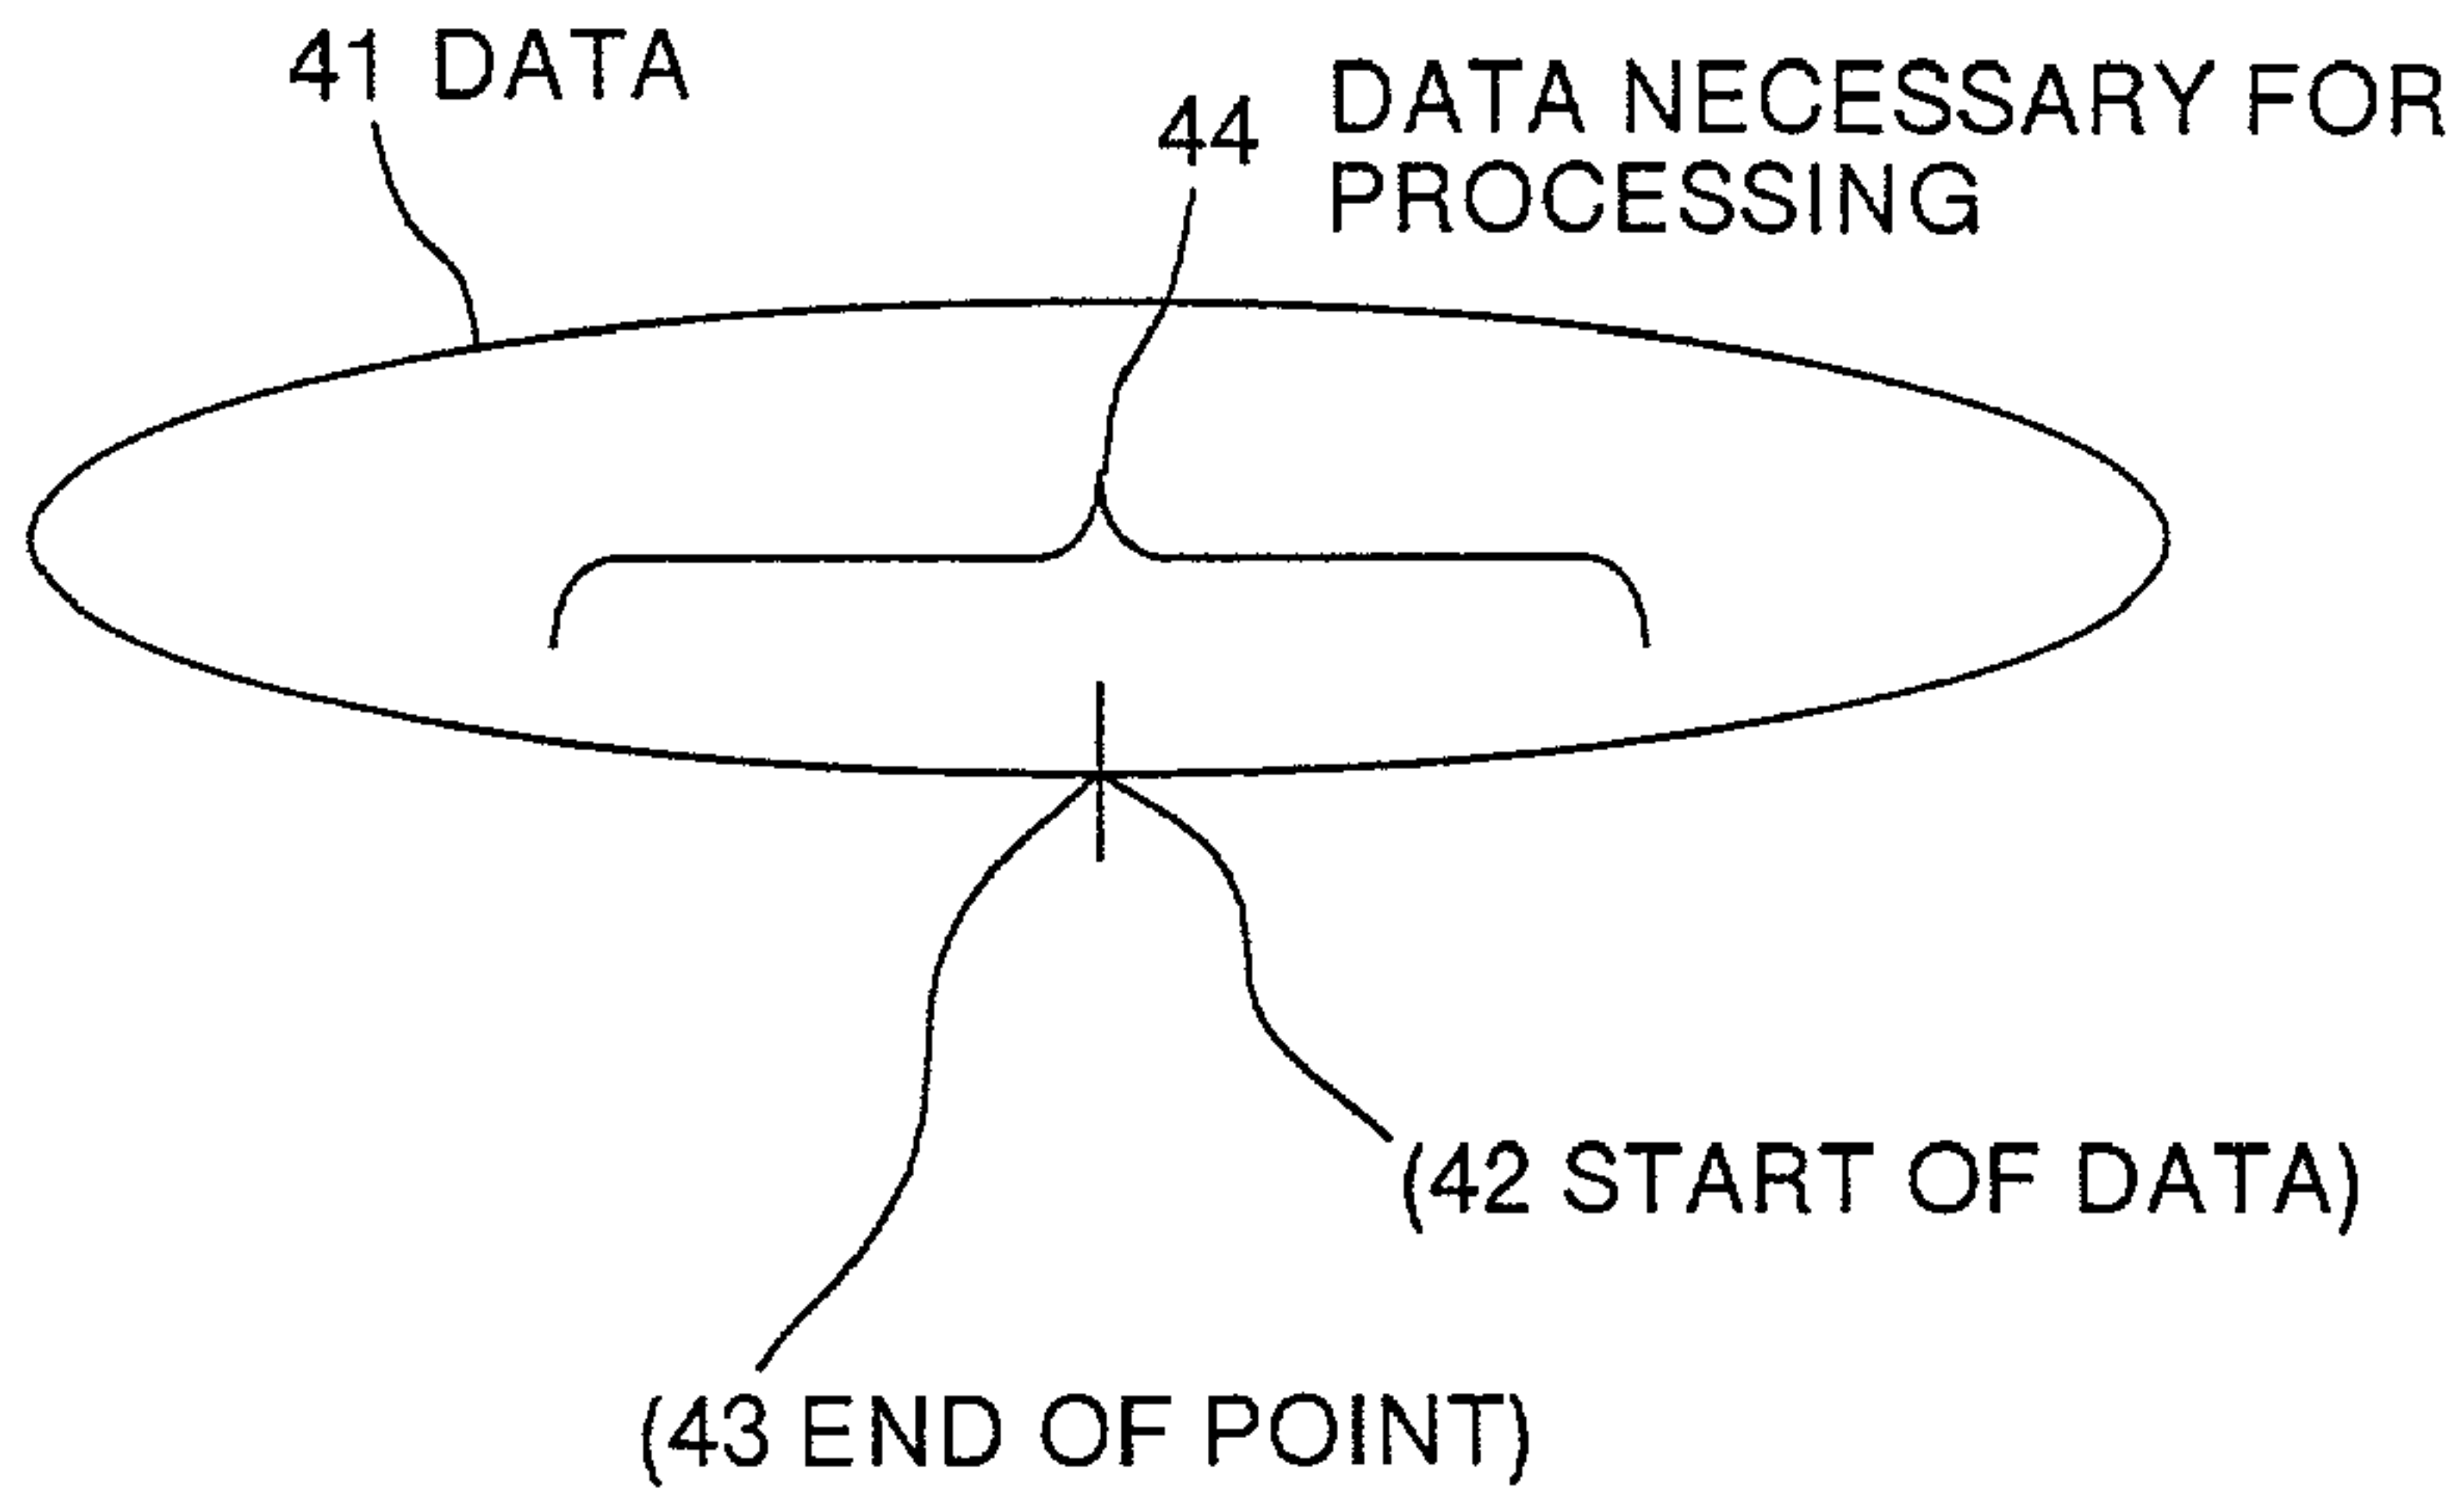 41 DATA
44 DATA NECESSARY FOR
PROCESSING
(42 START OF DATA)
(43 END OF POINT)